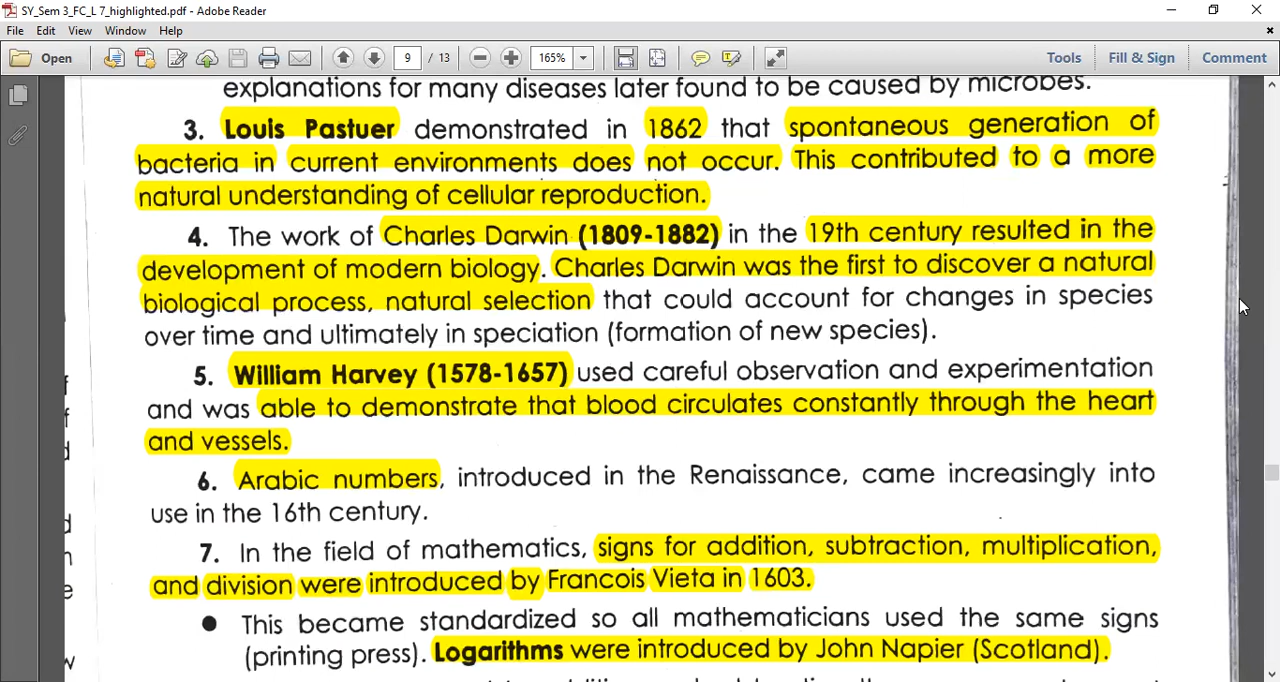 SY_Sem 3_FC_L 7_highlighted.pdf - Adobe Reader
File Edit View Window Help
Open 9 / 13 165% Tools Fill & Sign Comment
explanations for many diseases later found to be caused by microbes.
3. Louis Pastuer demonstrated in 1862 that spontaneous generation of
bacteria in current environments does not occur. This contributed to a more
natural understanding of cellular reproduction.
4. The work of Charles Darwin (1809-1882) in the 19th century resulted in the
development of modern biology. Charles Darwin was the first to discover a natural
biological process, natural selection that could account for changes in species
over time and ultimately in speciation (formation of new species).
5. William Harvey (1578-1657) used careful observation and experimentation
and was able to demonstrate that blood circulates constantly through the heart
and vessels.
6. Arabic numbers, introduced in the Renaissance, came increasingly into
use in the 16th century.
7. In the field of mathematics, signs for addition, subtraction, multiplication,
and division were introduced by Francois Vieta in 1603.
● This became standardized so all mathematicians used the same signs
(printing press). Logarithms were introduced by John Napier (Scotland).